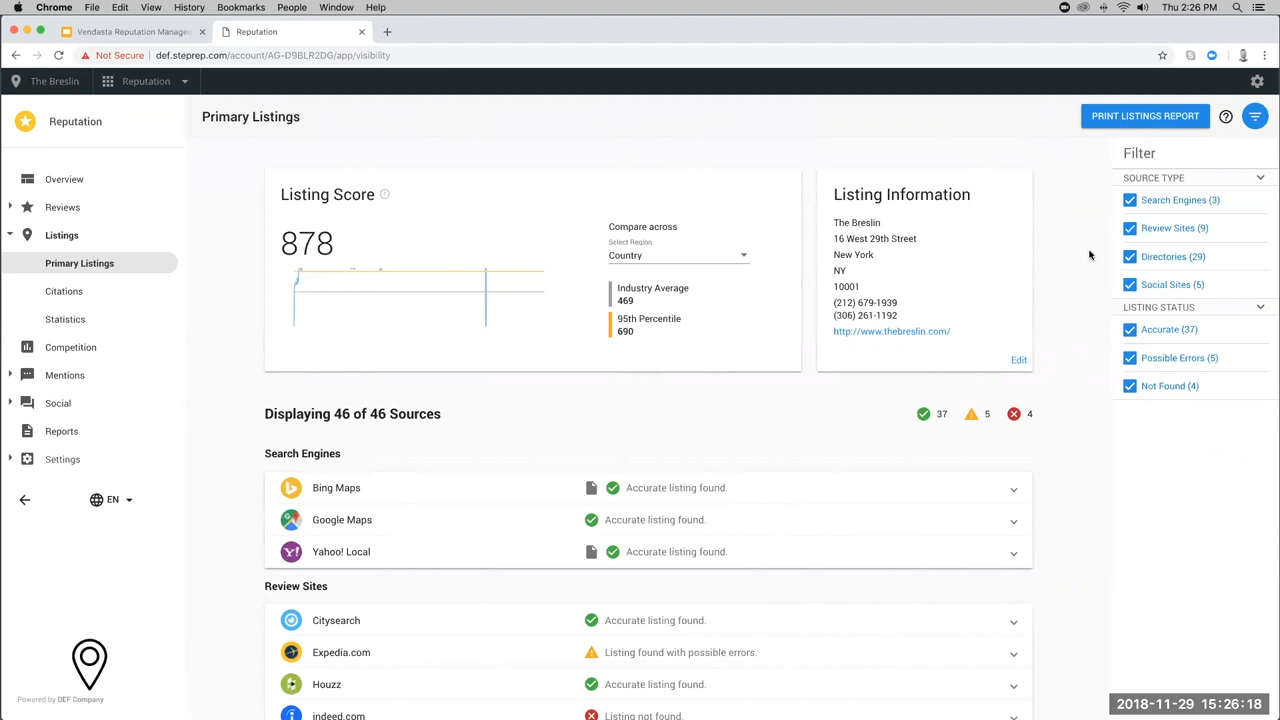 Chrome File Edit View History Bookmarks People Window Help
Thu 2:26 PM
Vendasta Reputation Manage
Reputation
Not Secure
def.steprep.com/account/AG-D9BLR2DG/app/visibility
The Breslin
Reputation
Reputation
Overview
Reviews
Listings
Primary Listings
Citations
Statistics
Competition
Mentions
Social
Reports
Settings
EN
Powered by DEF Company
Primary Listings
PRINT LISTINGS REPORT
Listing Score
878
Compare across
Select Region
Country
Industry Average
469
95th Percentile
690
Listing Information
The Breslin
16 West 29th Street
New York
NY
10001
(212) 679-1939
(306) 261-1192
http://www.thebreslin.com/
Edit
Displaying 46 of 46 Sources
37 5 4
Search Engines
Bing Maps Accurate listing found.
Google Maps Accurate listing found.
Yahoo! Local Accurate listing found.
Review Sites
Citysearch Accurate listing found.
Expedia.com Listing found with possible errors.
Houzz Accurate listing found.
indeed.com Listing not found.
Filter
SOURCE TYPE
Search Engines (3)
Review Sites (9)
Directories (29)
Social Sites (5)
LISTING STATUS
Accurate (37)
Possible Errors (5)
Not Found (4)
2018-11-29 15:26:18